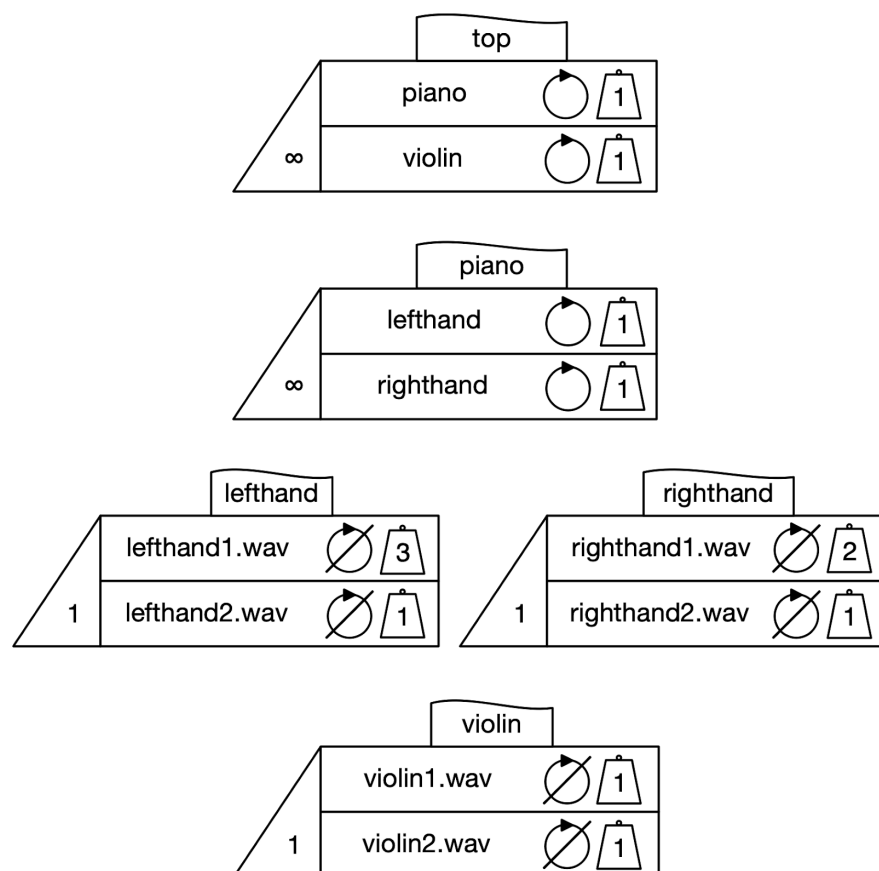 top
piano 1
∞ violin 1
piano
lefthand 1
∞ righthand 1
lefthand
lefthand1.wav 3
1 lefthand2.wav 1
righthand
righthand1.wav 2
1 righthand2.wav 1
violin
violin1.wav 1
1 violin2.wav 1